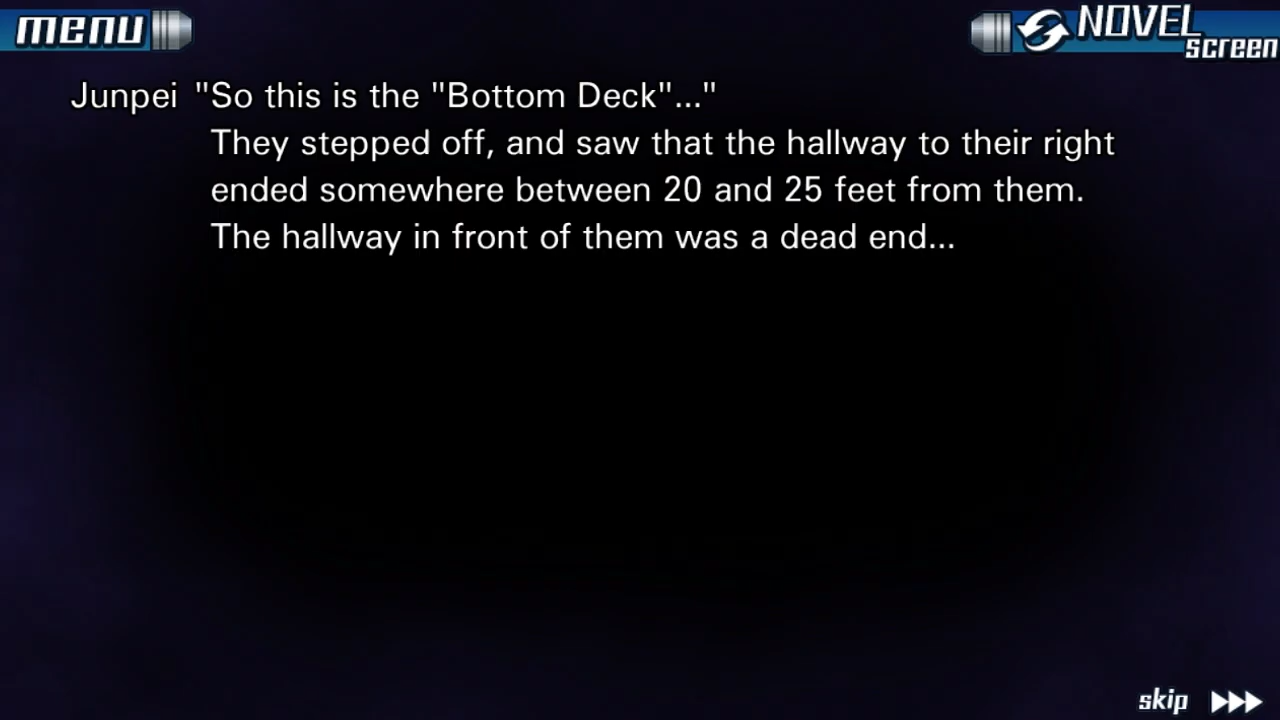 menu
NOVEL
screen
Junpei "So this is the "Bottom Deck"..."
They stepped off, and saw that the hallway to their right
ended somewhere between 20 and 25 feet from them.
The hallway in front of them was a dead end...
skip